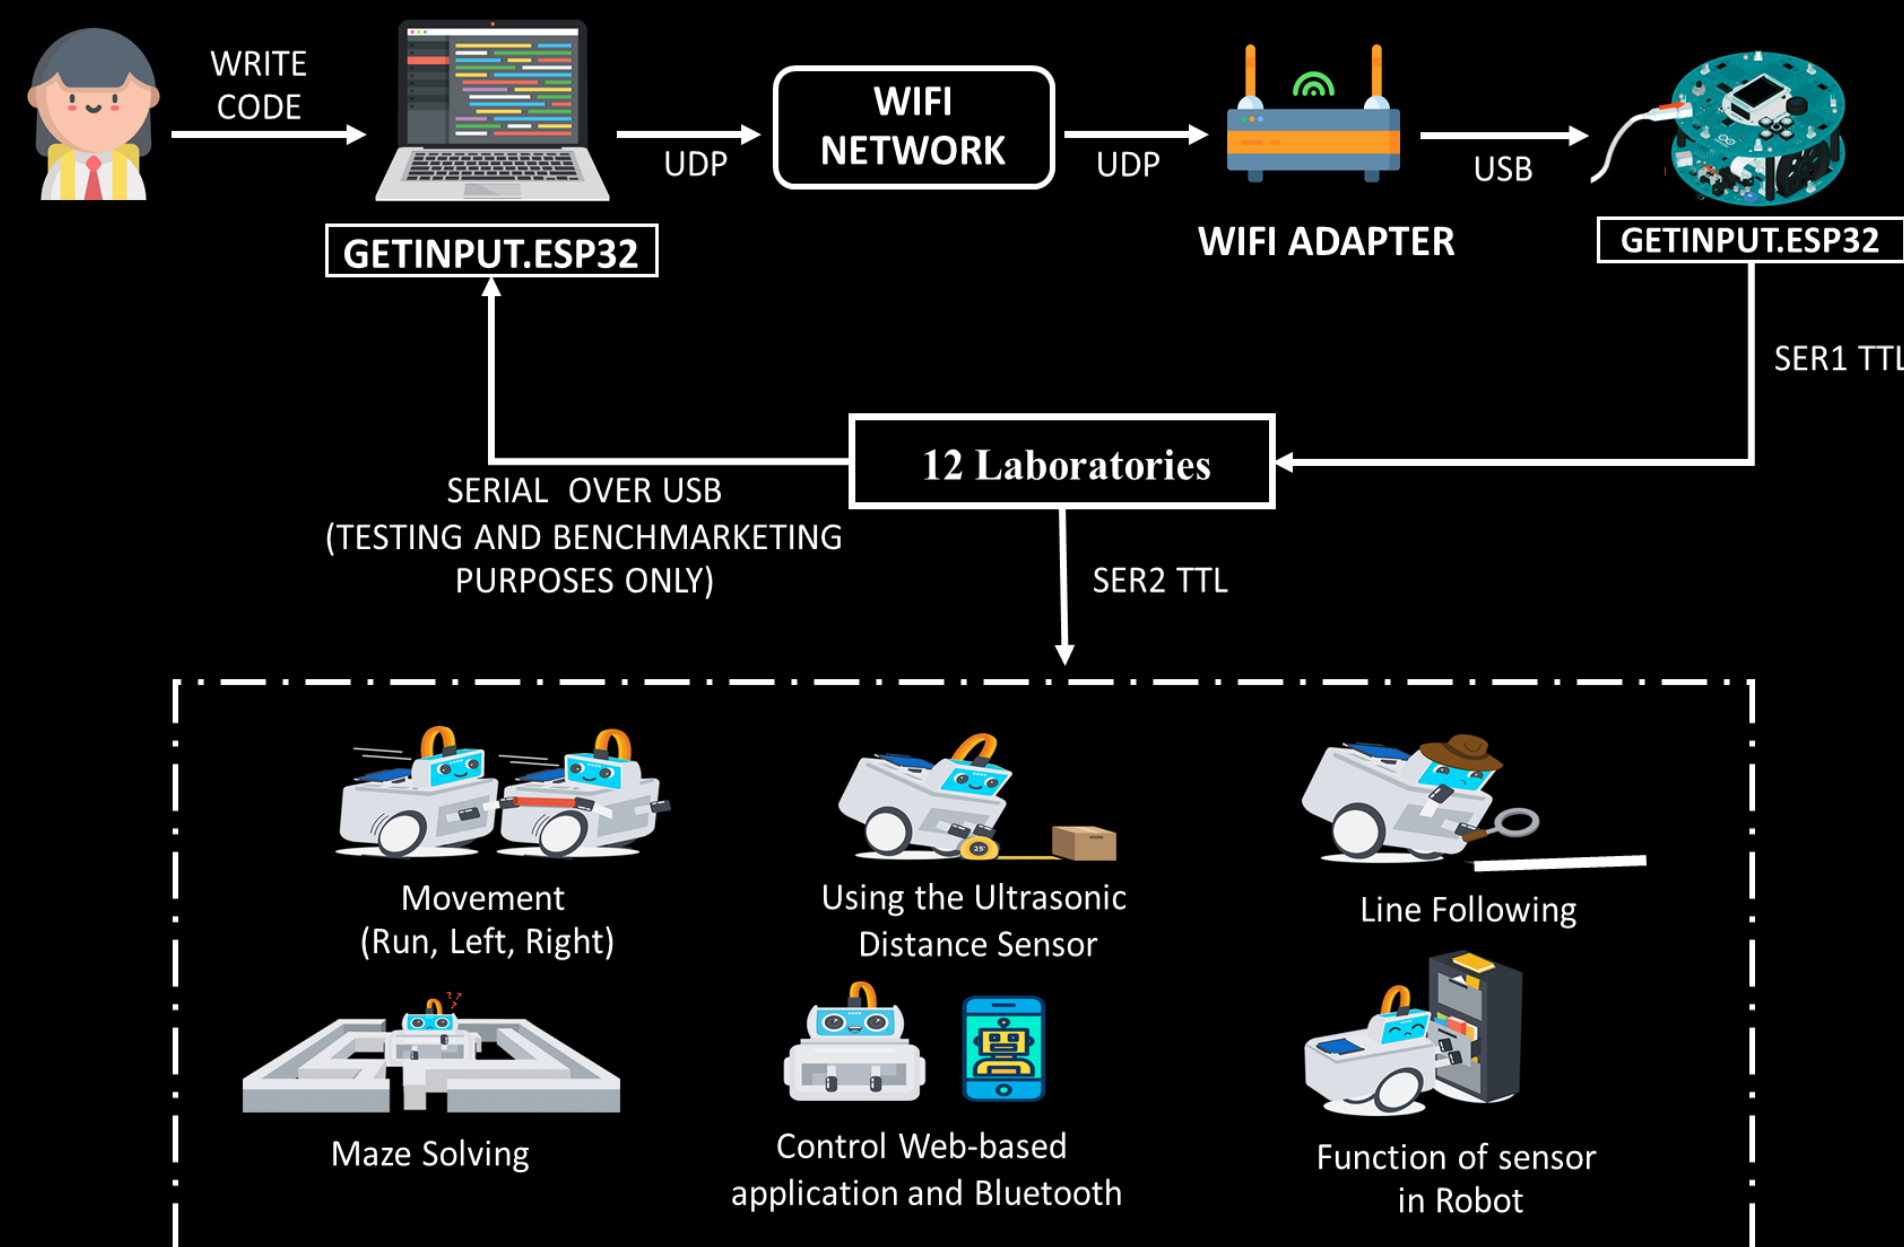 WRITE
CODE
UDP
WIFI
NETWORK
UDP
USB
GETINPUT.ESP32
WIFI ADAPTER
GETINPUT.ESP32
SER1 TTL
12 Laboratories
SERIAL OVER USB
(TESTING AND BENCHMARKETING
PURPOSES ONLY)
SER2 TTL
25'
Movement
(Run, Left, Right)
Using the Ultrasonic
Distance Sensor
Line Following
??
Maze Solving
Control Web-based
application and Bluetooth
Function of sensor
in Robot